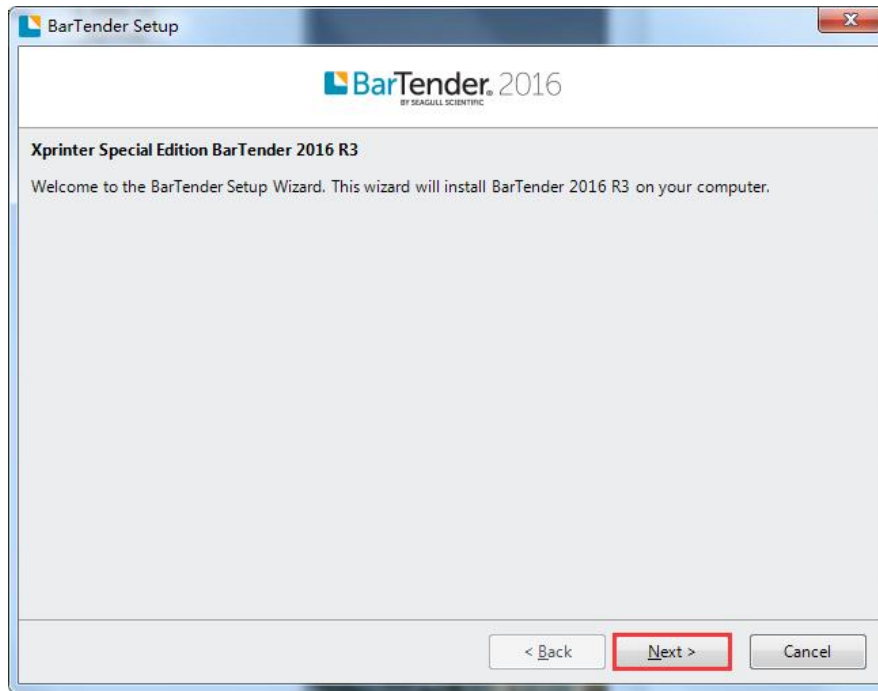 BarTender Setup
BarTender® 2016
BY SEAGULL SCIENTIFIC
Xprinter Special Edition BarTender 2016 R3
Welcome to the BarTender Setup Wizard. This wizard will install BarTender 2016 R3 on your computer.
< Back Next > Cancel